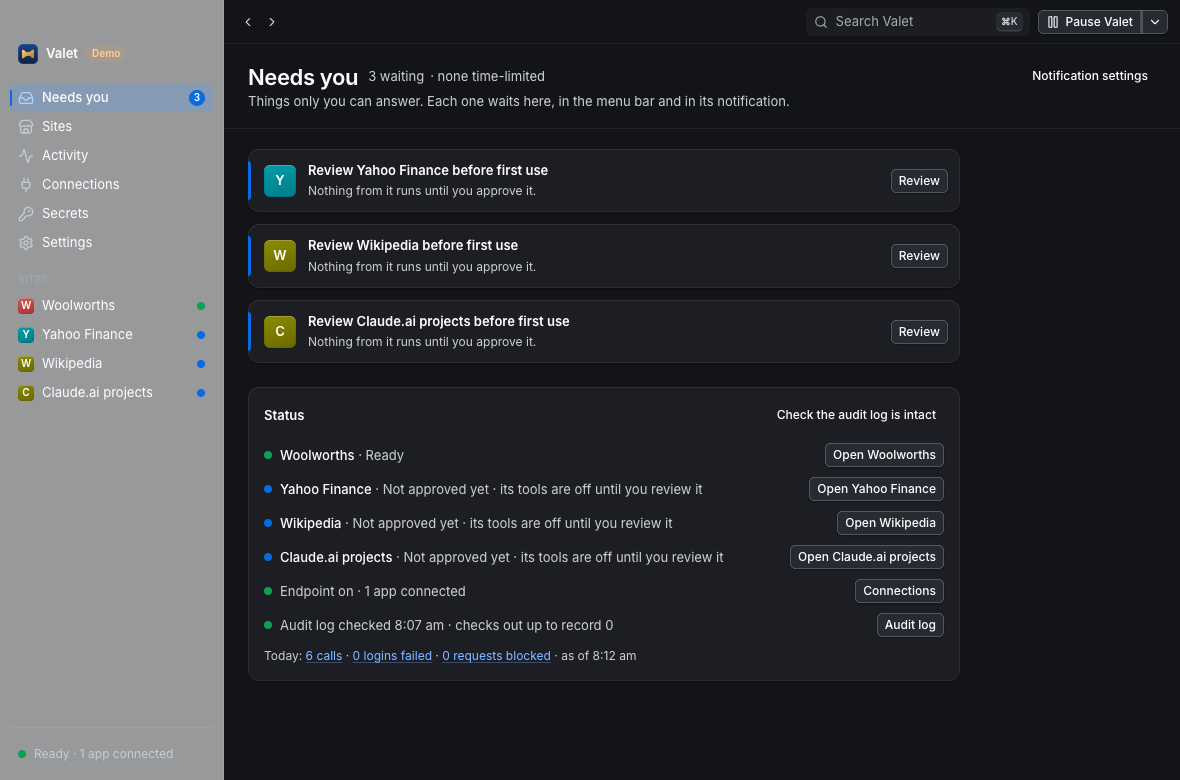 Valet Demo
Needs you 3
Sites
Activity
Connections
Secrets
Settings
SITES
W Woolworths
Y Yahoo Finance
W Wikipedia
C Claude.ai projects
Ready · 1 app connected
Search Valet ⌘K
Pause Valet
Needs you 3 waiting · none time-limited
Notification settings
Things only you can answer. Each one waits here, in the menu bar and in its notification.
Y
Review Yahoo Finance before first use
Nothing from it runs until you approve it.
Review
W
Review Wikipedia before first use
Nothing from it runs until you approve it.
Review
C
Review Claude.ai projects before first use
Nothing from it runs until you approve it.
Review
Status
Check the audit log is intact
Woolworths · Ready
Open Woolworths
Yahoo Finance · Not approved yet · its tools are off until you review it
Open Yahoo Finance
Wikipedia · Not approved yet · its tools are off until you review it
Open Wikipedia
Claude.ai projects · Not approved yet · its tools are off until you review it
Open Claude.ai projects
Endpoint on · 1 app connected
Connections
Audit log checked 8:07 am · checks out up to record 0
Audit log
Today: 6 calls · 0 logins failed · 0 requests blocked · as of 8:12 am